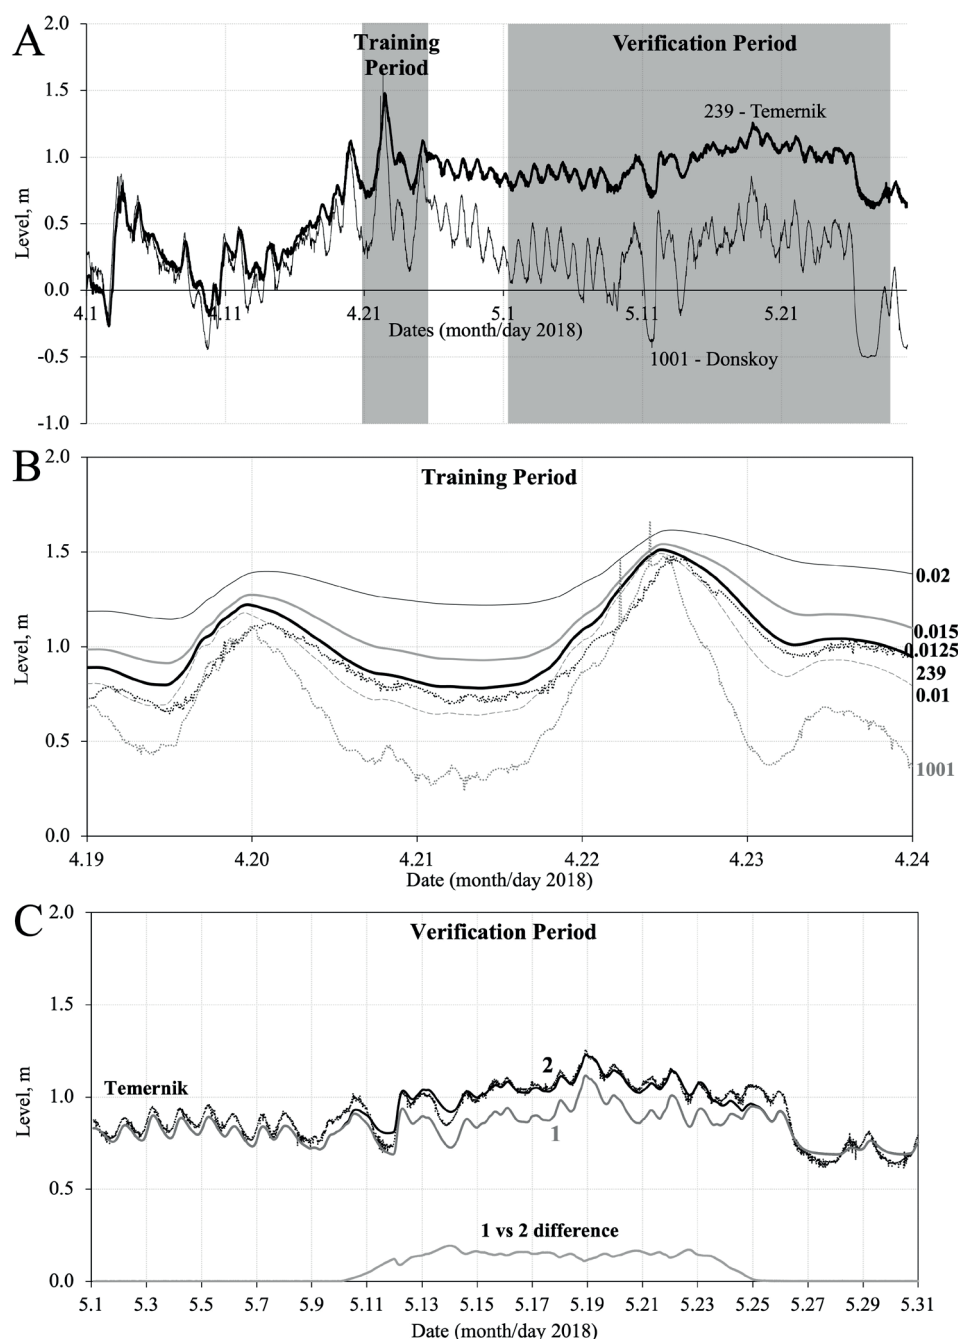 A
2.0
Training
Period
Verification Period
1.5
239 - Temernik
1.0
Level, m
0.5
0.0
4.1
4.11
4.21
5.1
5.11
5.21
Dates (month/day 2018)
-0.5
1001 - Donskoy
-1.0
B
2.0
Training Period
1.5
0.02
0.015
1.0
0.0125
239
0.01
Level, m
0.5
1001
0.0
4.19
4.20
4.21
4.22
4.23
4.24
Date (month/day 2018)
C
2.0
Verification Period
1.5
2
Temernik
1.0
1
Level, m
0.5
1 vs 2 difference
0.0
5.1
5.3
5.5
5.7
5.9
5.11
5.13
5.15
5.17
5.19
5.21
5.23
5.25
5.27
5.29
5.31
Date (month/day 2018)